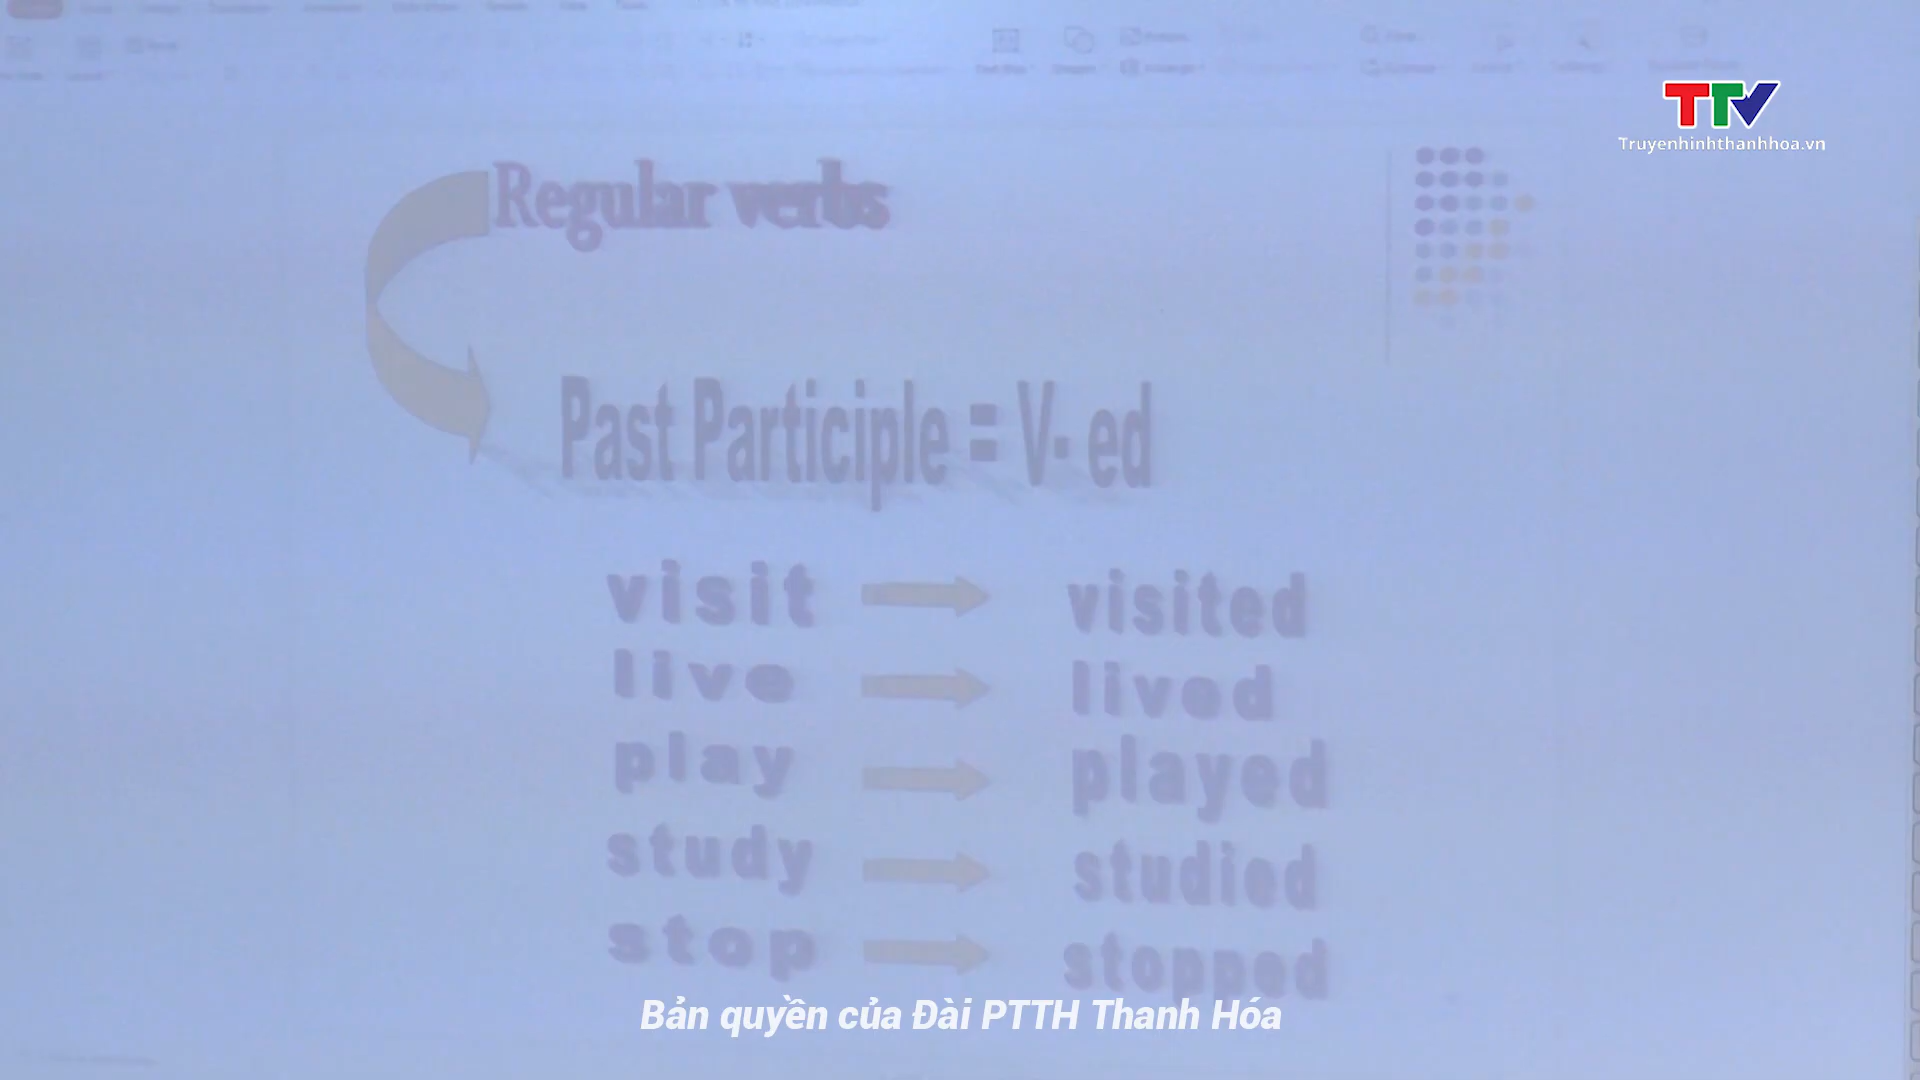 TTV
Truyenhinhthanhhoa.vn
Regular verbs
Past Participle = V- ed
visit → visited
live → lived
play → played
study → studied
stop → stopped
Bản quyền của Đài PTTH Thanh Hóa